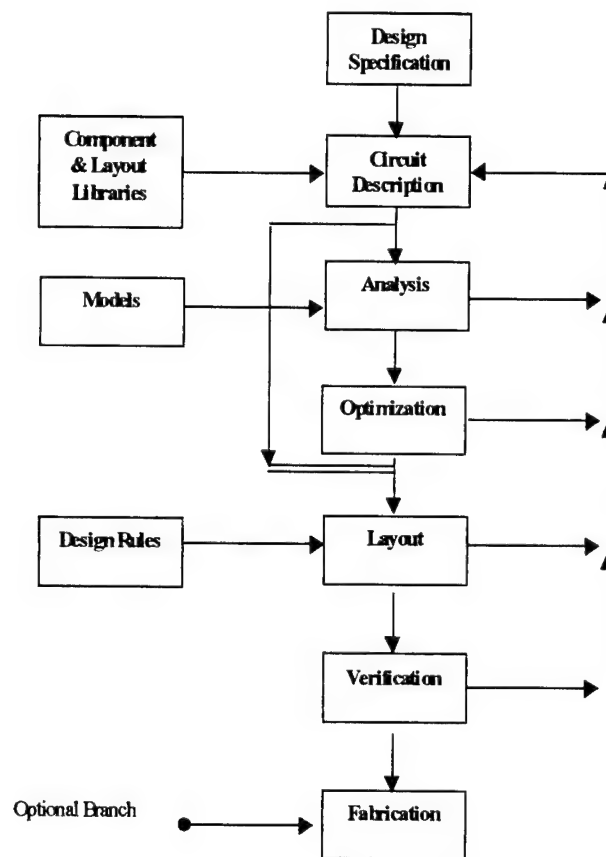 Design
Specification
Component
& Layout
Libraries
Circuit
Description
Models
Analysis
Optimization
Design Rules
Layout
Verification
Optional Branch
Fabrication